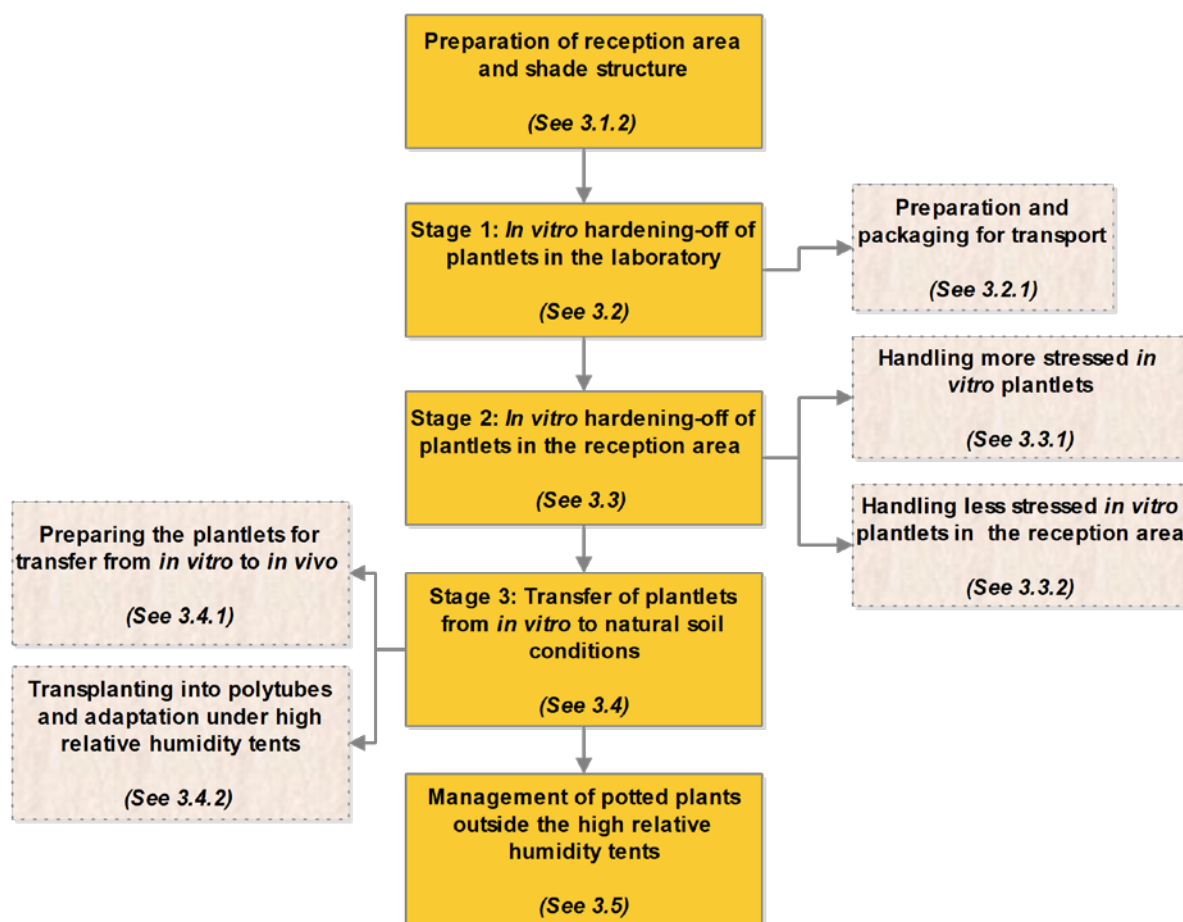 Preparation of reception area
and shade structure
(See 3.1.2)
Stage 1: In vitro hardening-off of
plantlets in the laboratory
(See 3.2)
Preparation and
packaging for transport
(See 3.2.1)
Stage 2: In vitro hardening-off of
plantlets in the reception area
(See 3.3)
Handling more stressed in
vitro plantlets
(See 3.3.1)
Handling less stressed in vitro
plantlets in the reception area
(See 3.3.2)
Stage 3: Transfer of plantlets
from in vitro to natural soil
conditions
(See 3.4)
Preparing the plantlets for
transfer from in vitro to in vivo
(See 3.4.1)
Transplanting into polytubes
and adaptation under high
relative humidity tents
(See 3.4.2)
Management of potted plants
outside the high relative
humidity tents
(See 3.5)